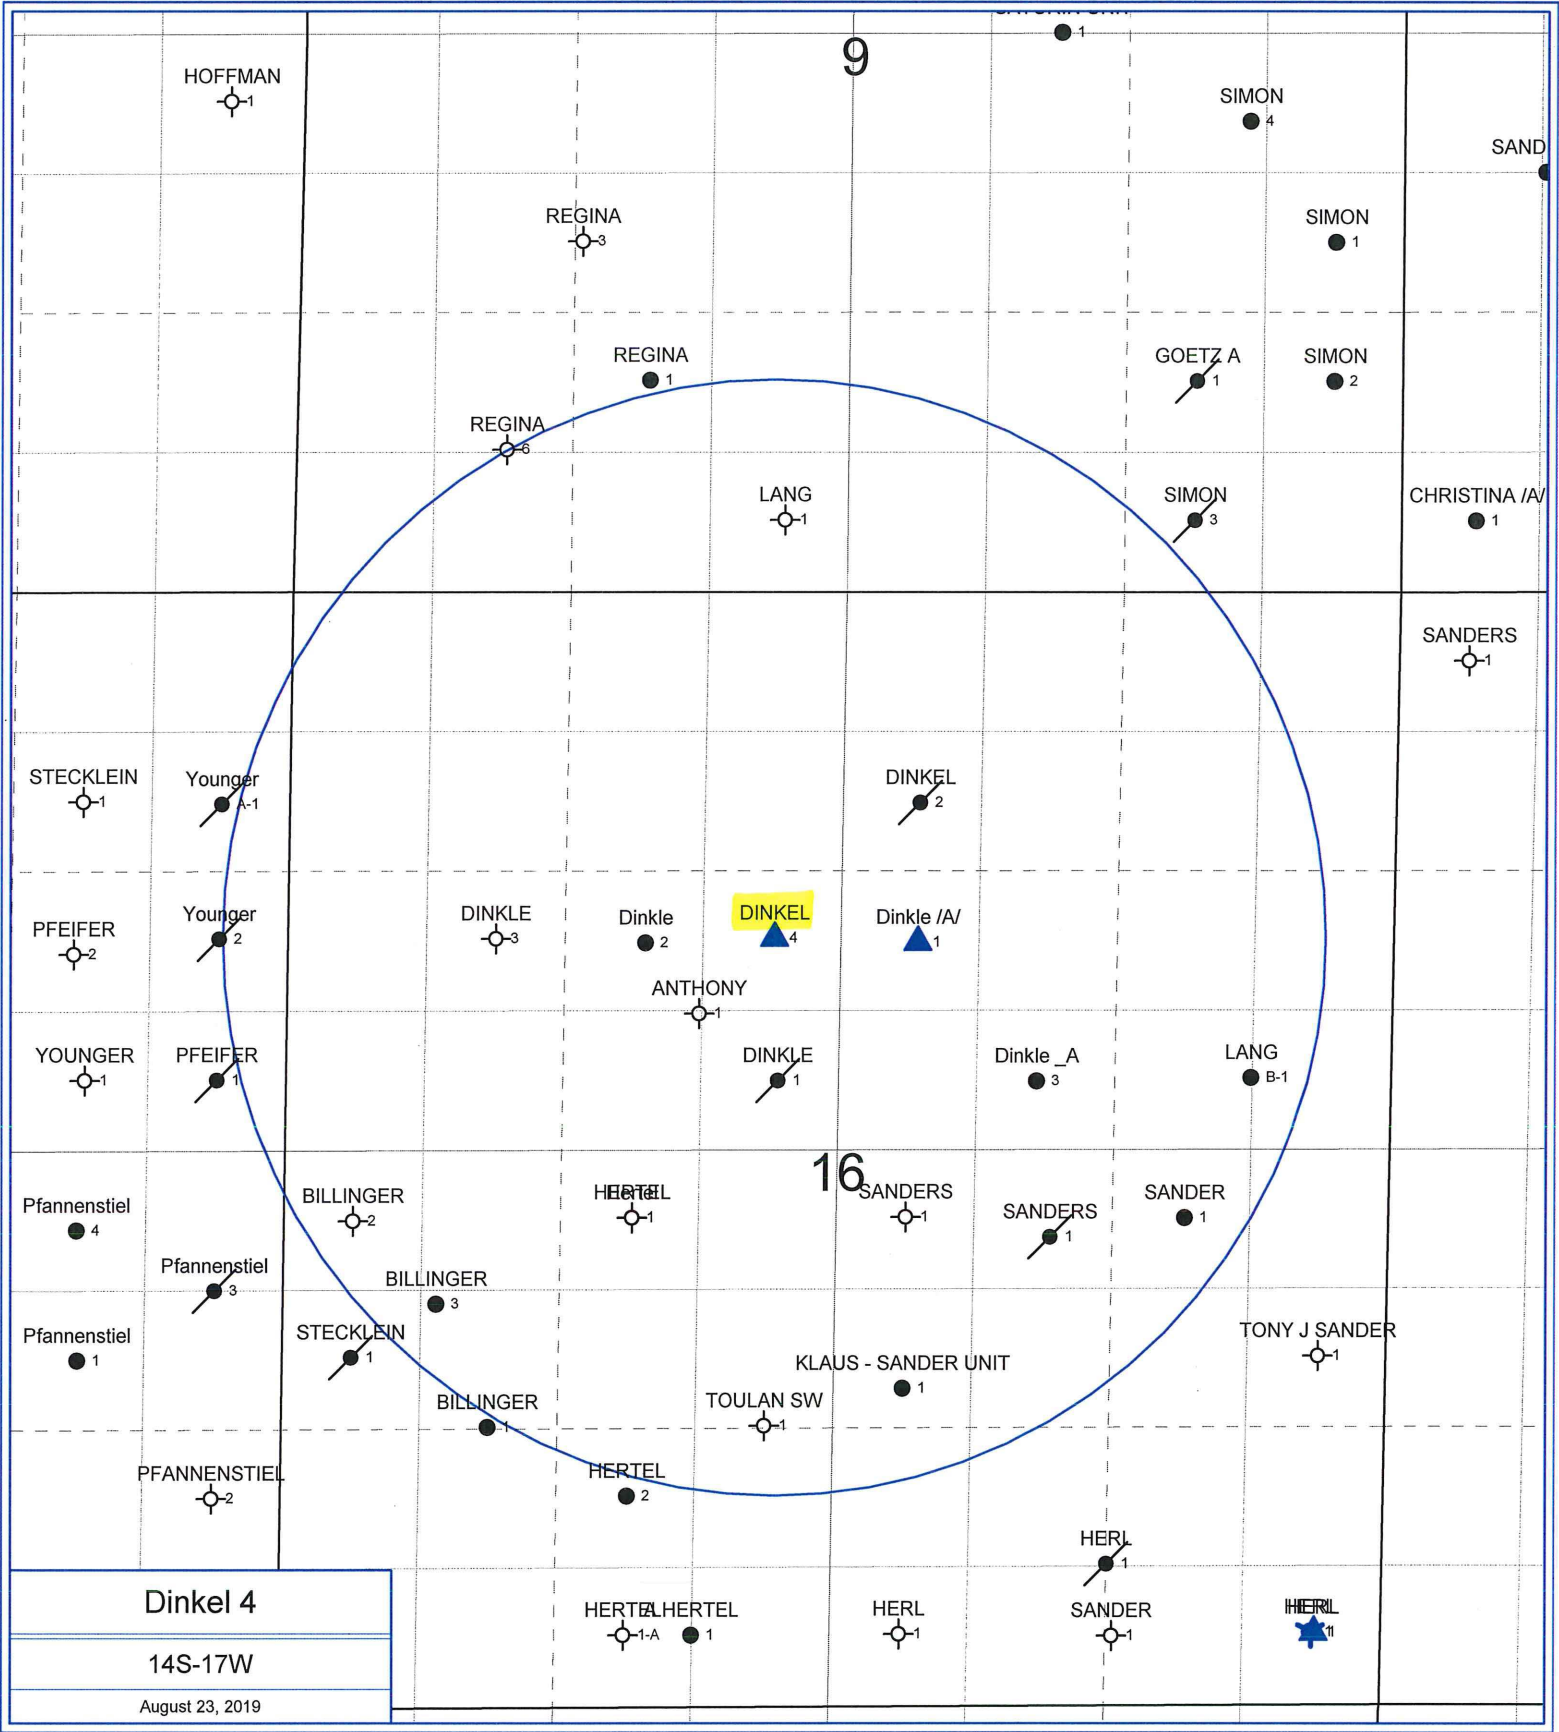 9
1
HOFFMAN
1
SIMON
4
SAND
REGINA
3
SIMON
1
REGINA
1
GOETZ A
1
SIMON
2
REGINA
6
LANG
1
SIMON
3
CHRISTINA /A/
1
SANDERS
1
STECKLEIN
1
Younger
A-1
DINKEL
2
PFEIFER
2
Younger
2
DINKLE
3
Dinkle
2
DINKEL
4
Dinkle /A/
1
ANTHONY
1
YOUNGER
1
PFEIFER
1
DINKLE
1
Dinkle _A
3
LANG
B-1
16
Pfannenstiel
4
BILLINGER
2
HERTEL
1
SANDERS
1
SANDERS
1
SANDER
1
Pfannenstiel
3
BILLINGER
3
Pfannenstiel
1
STECKLEIN
1
TONY J SANDER
1
KLAUS - SANDER UNIT
1
BILLINGER
1
TOULAN SW
1
PFANNENSTIEL
2
HERTEL
2
HERL
1
HERTEL
1-A
HERTEL
1
HERL
1
SANDER
1
HERL
1
Dinkel 4
14S-17W
August 23, 2019